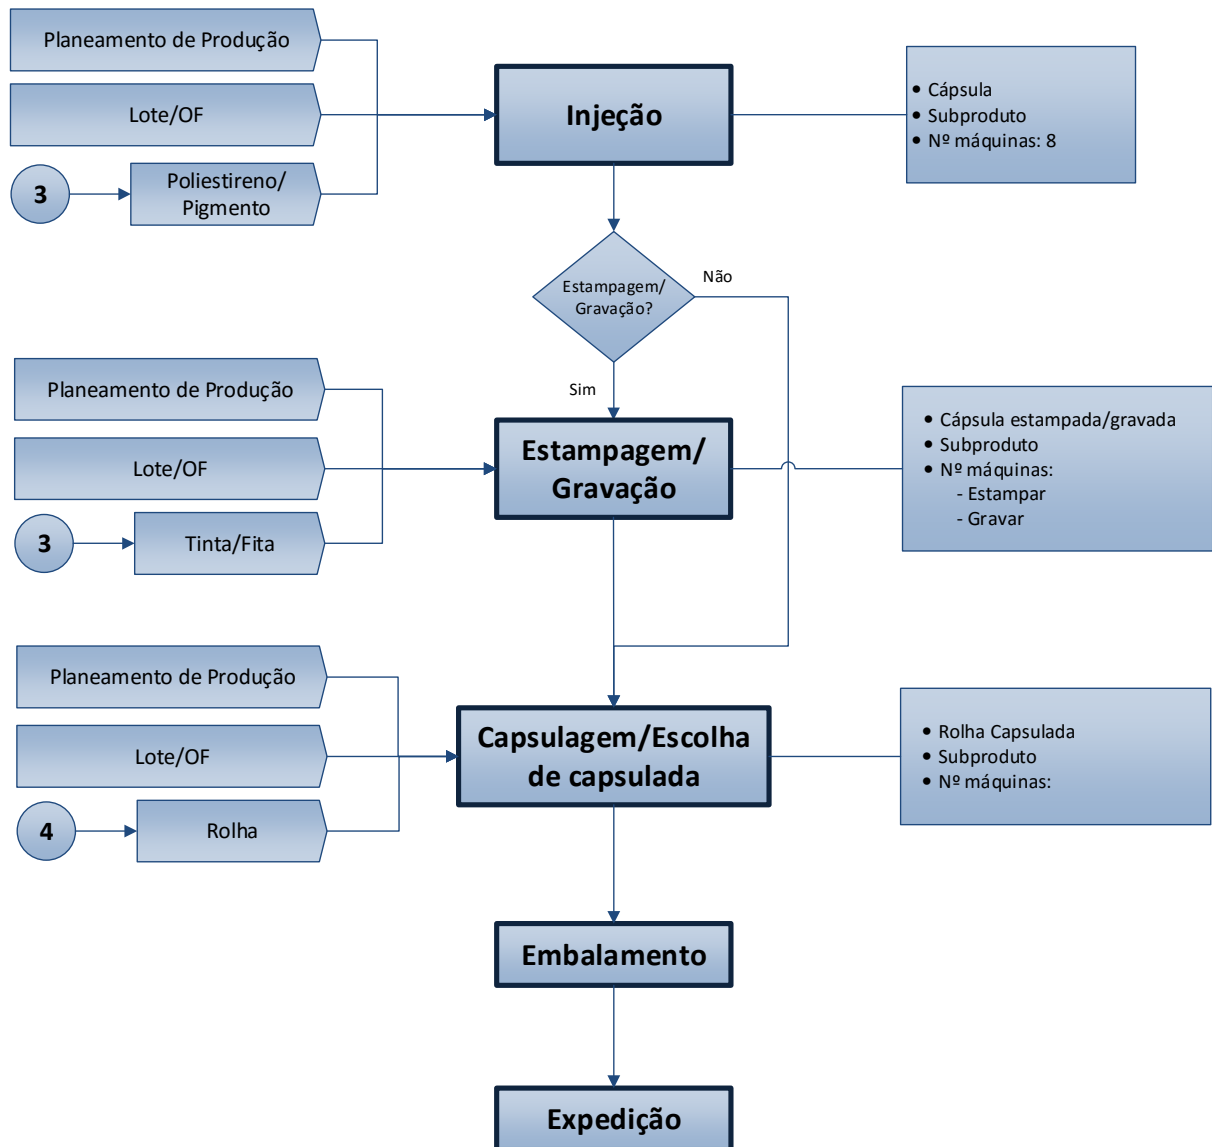 Planeamento de Produção
Lote/OF
3
Poliestireno/
Pigmento
Injeção
• Cápsula
• Subproduto
• Nº máquinas: 8
Estampagem/
Gravação?
Não
Sim
Planeamento de Produção
Lote/OF
3
Tinta/Fita
Estampagem/
Gravação
• Cápsula estampada/gravada
• Subproduto
• Nº máquinas:
- Estampar
- Gravar
Planeamento de Produção
Lote/OF
4
Rolha
Capsulagem/Escolha
de capsulada
• Rolha Capsulada
• Subproduto
• Nº máquinas:
Embalamento
Expedição